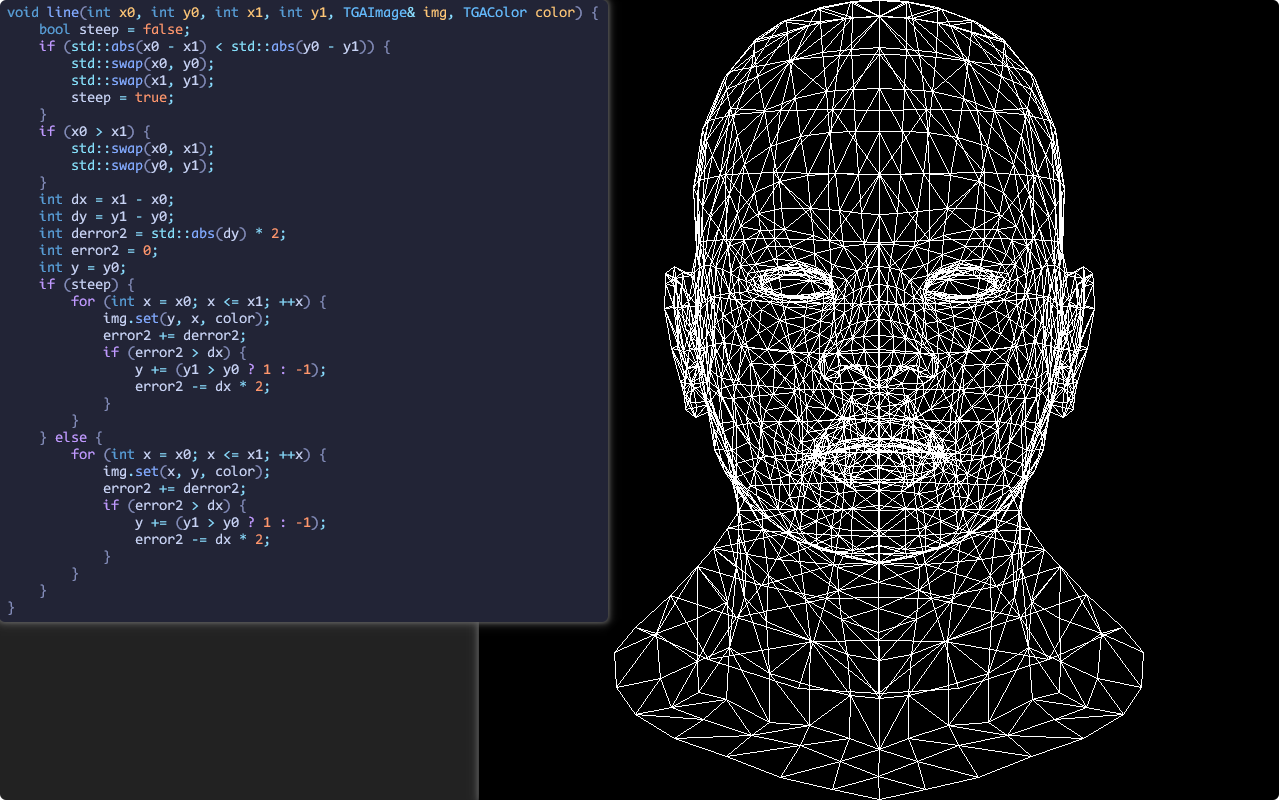 void line(int x0, int y0, int x1, int y1, TGAImage& img, TGAColor color) {
    bool steep = false;
    if (std::abs(x0 - x1) < std::abs(y0 - y1)) {
        std::swap(x0, y0);
        std::swap(x1, y1);
        steep = true;
    }
    if (x0 > x1) {
        std::swap(x0, x1);
        std::swap(y0, y1);
    }
    int dx = x1 - x0;
    int dy = y1 - y0;
    int derror2 = std::abs(dy) * 2;
    int error2 = 0;
    int y = y0;
    if (steep) {
        for (int x = x0; x <= x1; ++x) {
            img.set(y, x, color);
            error2 += derror2;
            if (error2 > dx) {
                y += (y1 > y0 ? 1 : -1);
                error2 -= dx * 2;
            }
        }
    } else {
        for (int x = x0; x <= x1; ++x) {
            img.set(x, y, color);
            error2 += derror2;
            if (error2 > dx) {
                y += (y1 > y0 ? 1 : -1);
                error2 -= dx * 2;
            }
        }
    }
}